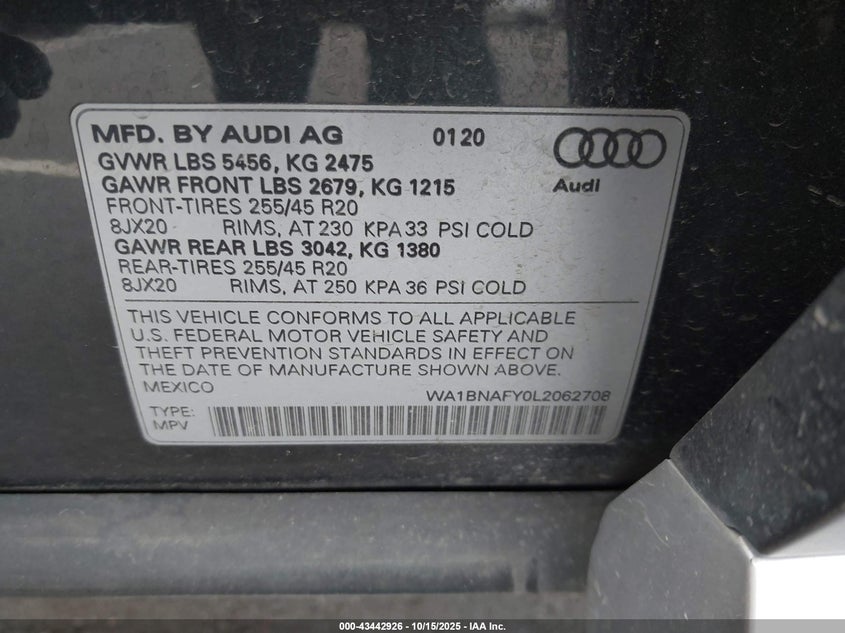 MFD. BY AUDI AG 0120
GVWR LBS 5456, KG 2475
GAWR FRONT LBS 2679, KG 1215
Audi
FRONT-TIRES 255/45 R20
8JX20 RIMS, AT 230 KPA 33 PSI COLD
GAWR REAR LBS 3042, KG 1380
REAR-TIRES 255/45 R20
8JX20 RIMS, AT 250 KPA 36 PSI COLD
THIS VEHICLE CONFORMS TO ALL APPLICABLE
U.S. FEDERAL MOTOR VEHICLE SAFETY AND
THEFT PREVENTION STANDARDS IN EFFECT ON
THE DATE OF MANUFACTURE SHOWN ABOVE.
MEXICO WA1BNAFY0L2062708
TYPE:
MPV
000-43442926 - 10/15/2025 - IAA Inc.